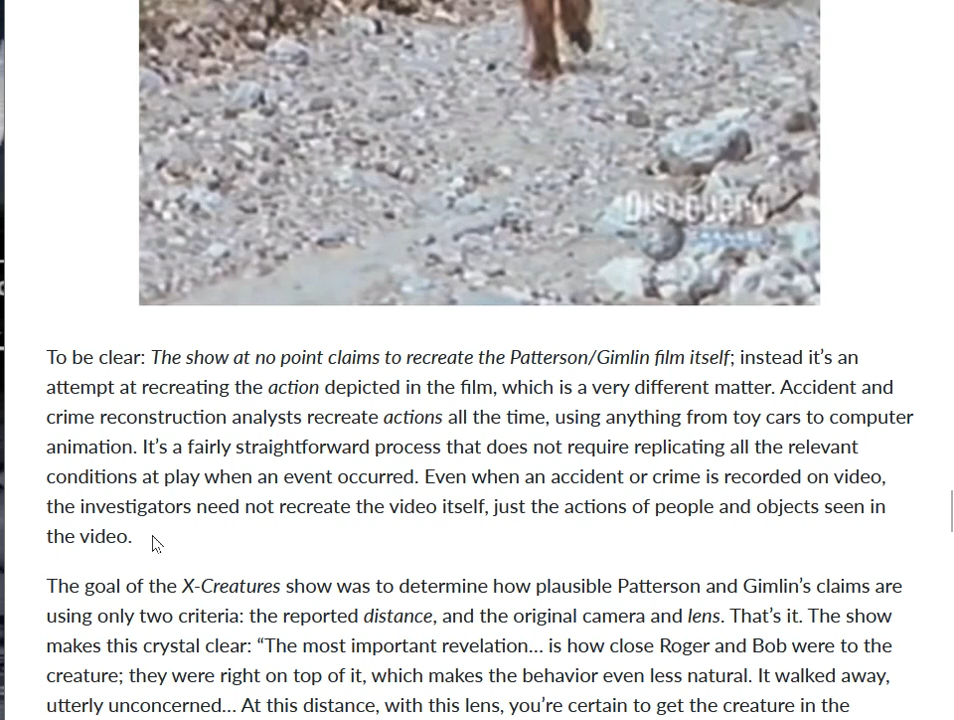 DISCOVERY
To be clear: The show at no point claims to recreate the Patterson/Gimlin film itself; instead it’s an
attempt at recreating the action depicted in the film, which is a very different matter. Accident and
crime reconstruction analysts recreate actions all the time, using anything from toy cars to computer
animation. It’s a fairly straightforward process that does not require replicating all the relevant
conditions at play when an event occurred. Even when an accident or crime is recorded on video,
the investigators need not recreate the video itself, just the actions of people and objects seen in
the video.
The goal of the X-Creatures show was to determine how plausible Patterson and Gimlin’s claims are
using only two criteria: the reported distance, and the original camera and lens. That’s it. The show
makes this crystal clear: “The most important revelation… is how close Roger and Bob were to the
creature; they were right on top of it, which makes the behavior even less natural. It walked away,
utterly unconcerned… At this distance, with this lens, you’re certain to get the creature in the